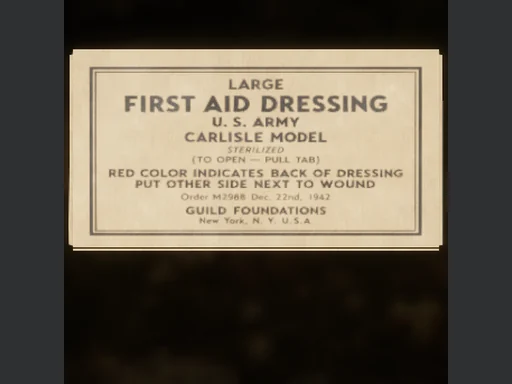 LARGE
FIRST AID DRESSING
U. S. ARMY
CARLISLE MODEL
STERILIZED
(TO OPEN — PULL TAB)
RED COLOR INDICATES BACK OF DRESSING
PUT OTHER SIDE NEXT TO WOUND
Order M2988 Dec. 22nd, 1942
GUILD FOUNDATIONS
New York, N. Y. U.S.A.